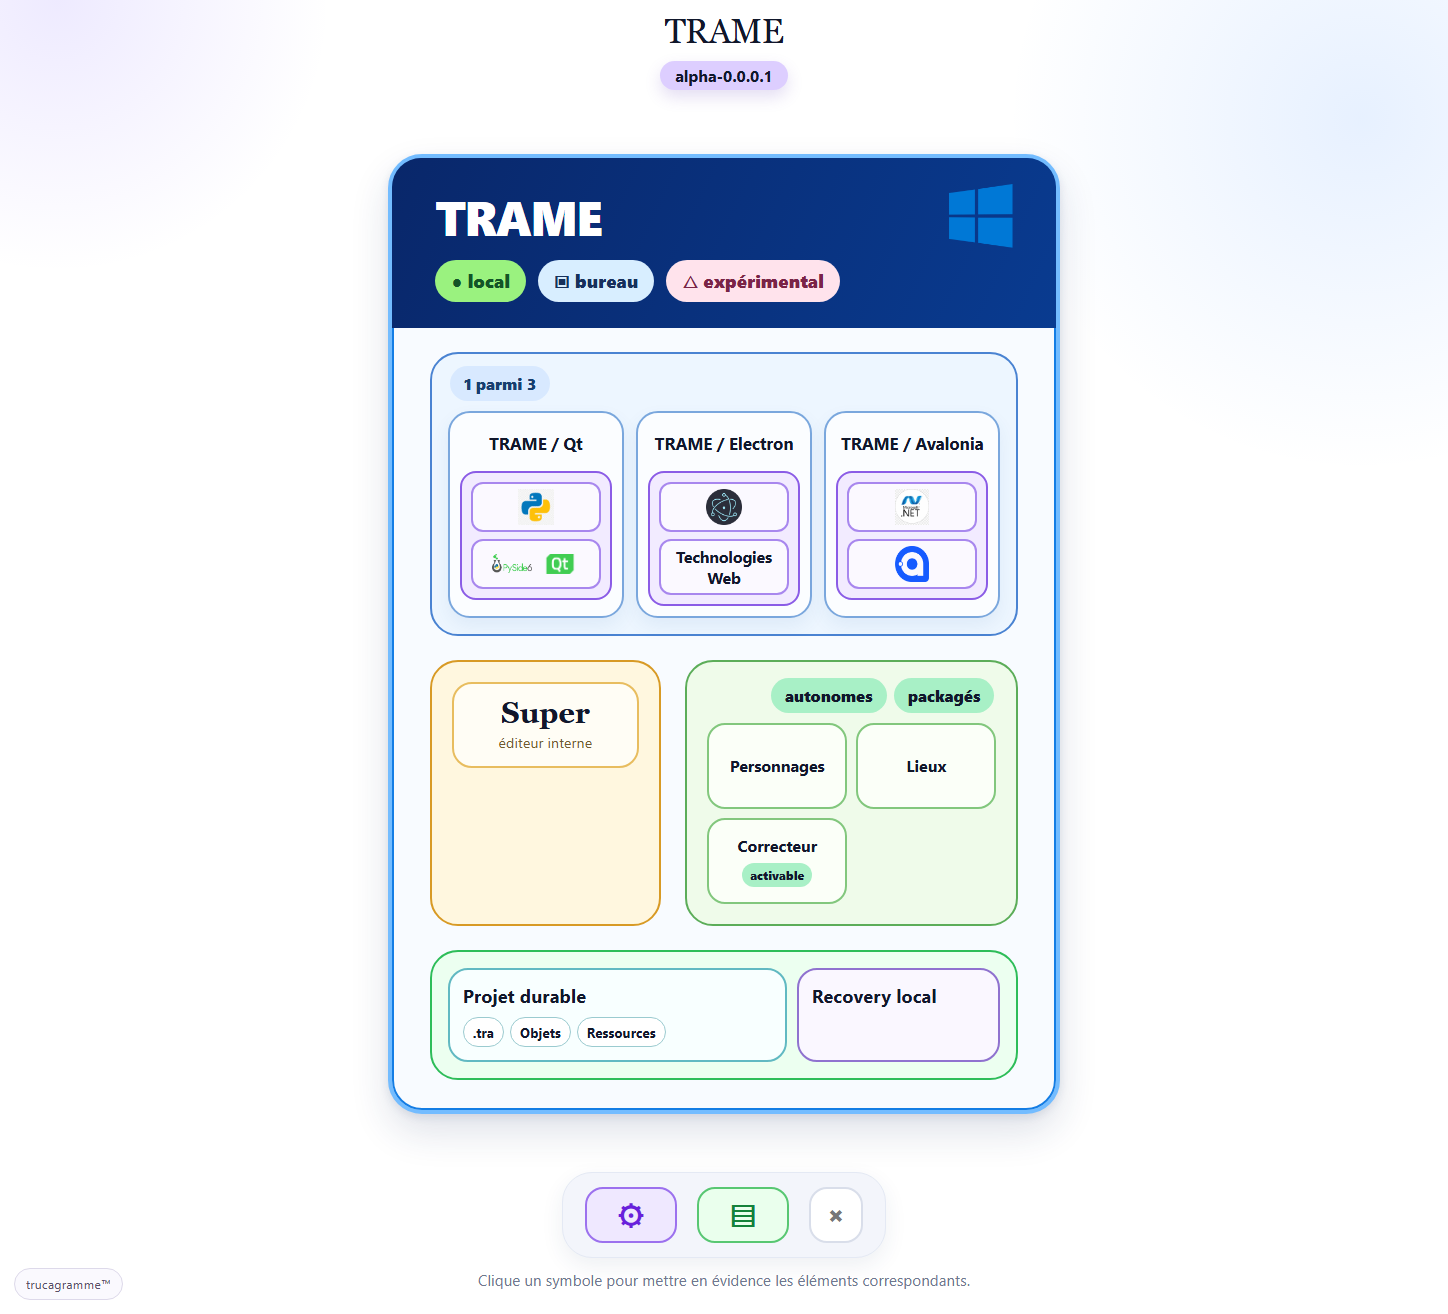 TRAME
alpha-0.0.0.1
TRAME
local
bureau
expérimental
1 parmi 3
TRAME / Qt
TRAME / Electron
TRAME / Avalonia
PySide6
Qt
Technologies
Web
Microsoft
.NET
Super
éditeur interne
autonomes
packagés
Personnages
Lieux
Correcteur
activable
Projet durable
.tra
Objets
Ressources
Recovery local
Clique un symbole pour mettre en évidence les éléments correspondants.
trucagramme™